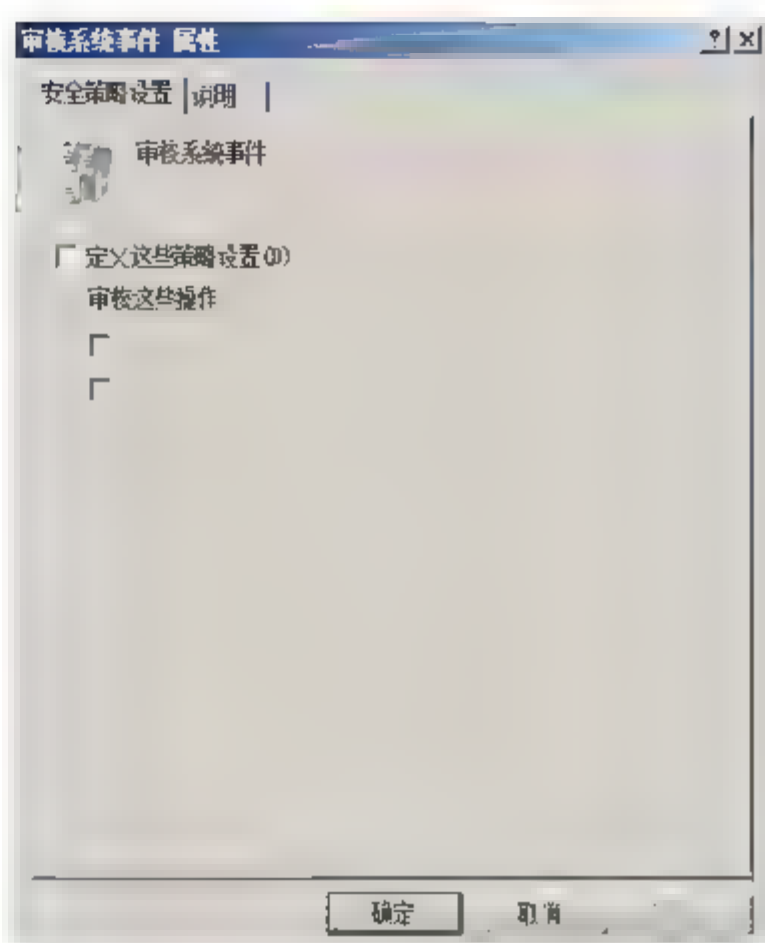 审核系统事件 属性
安全策略设置 说明
审核系统事件
定义这些策略设置(D)
审核这些操作
确定 取消